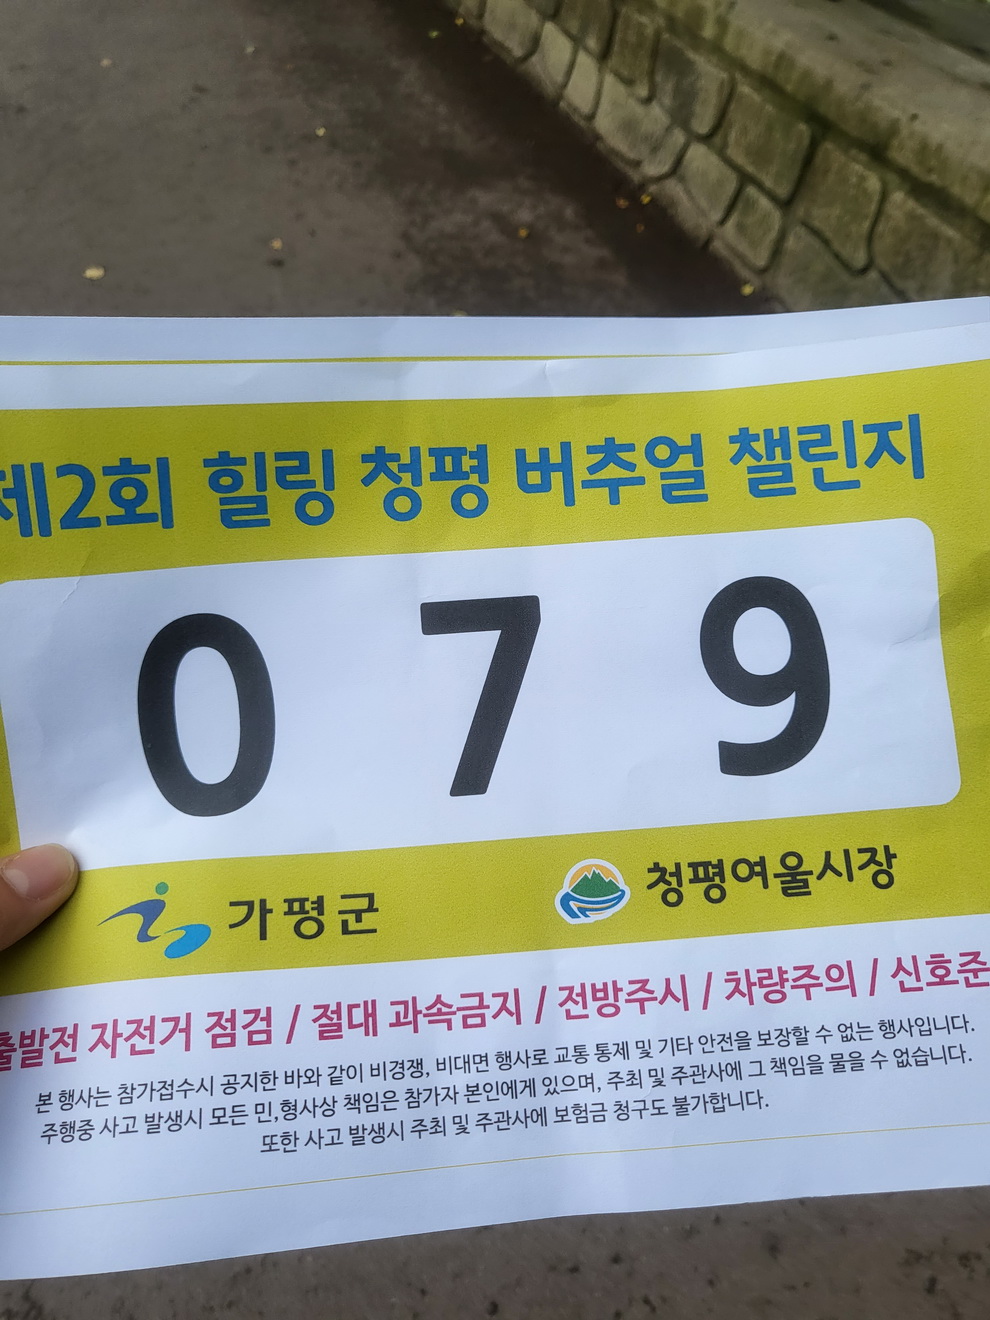 제2회 힐링 청평 버추얼 챌린지
079
가평군 청평여울시장
출발전 자전거 점검 / 절대 과속금지 / 전방주시 / 차량주의 / 신호준
본 행사는 참가접수시 공지한 바와 같이 비경쟁, 비대면 행사로 교통 통제 및 기타 안전을 보장할 수 없는 행사입니다.
주행중 사고 발생시 모든 민,형사상 책임은 참가자 본인에게 있으며, 주최 및 주관사에 그 책임을 물을 수 없습니다.
또한 사고 발생시 주최 및 주관사에 보험금 청구도 불가합니다.